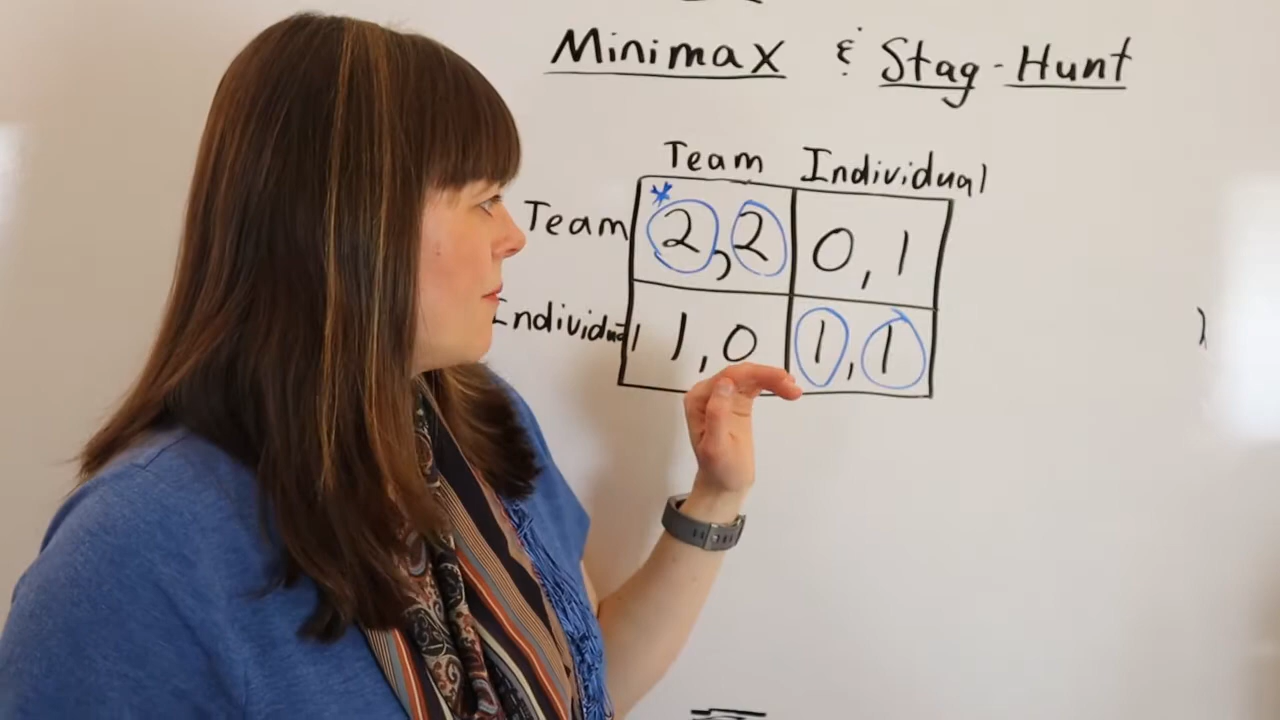 Minimax & Stag-Hunt
Team Individual
Team 2,2 0,1
Individual 1,0 1,1